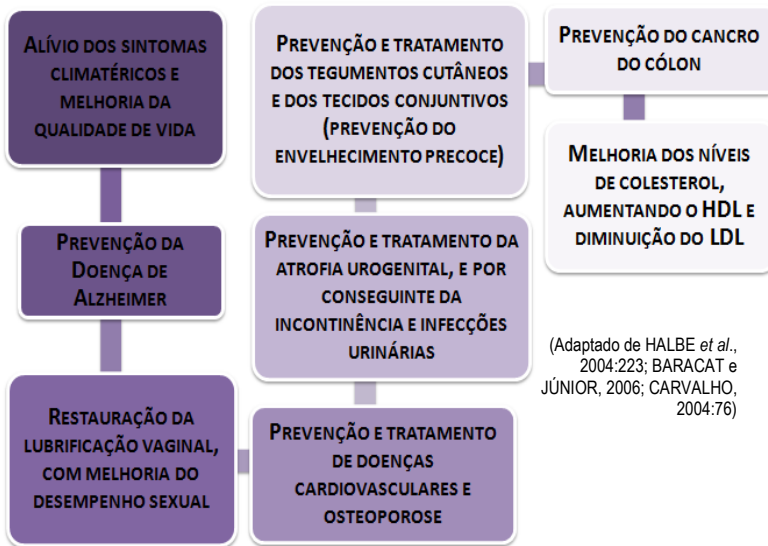 ALÍVIO DOS SINTOMAS
CLIMATÉRICOS E
MELHORIA DA
QUALIDADE DE VIDA
PREVENÇÃO DA
DOENÇA DE
ALZHEIMER
RESTAURAÇÃO DA
LUBRIFICAÇÃO VAGINAL,
COM MELHORIA DO
DESEMPENHO SEXUAL
PREVENÇÃO E TRATAMENTO
DE DOENÇAS
CARDIOVASCULARES E
OSTEOPOROSE
PREVENÇÃO E TRATAMENTO DA
ATROFIA UROGENITAL, E POR
CONSEGUINTE DA
INCONTINÊNCIA E INFECÇÕES
URINÁRIAS
PREVENÇÃO E TRATAMENTO
DOS TEGUMENTOS CUTÂNEOS
E DOS TECIDOS CONJUNTIVOS
(PREVENÇÃO DO
ENVELHECIMENTO PRECOCE)
PREVENÇÃO DO CANCRO
DO CÓLON
MELHORIA DOS NÍVEIS
DE COLESTEROL,
AUMENTANDO O HDL E
DIMINUIÇÃO DO LDL
(Adaptado de HALBE et al.,
2004:223; BARACAT e
JÚNIOR, 2006; CARVALHO,
2004:76)